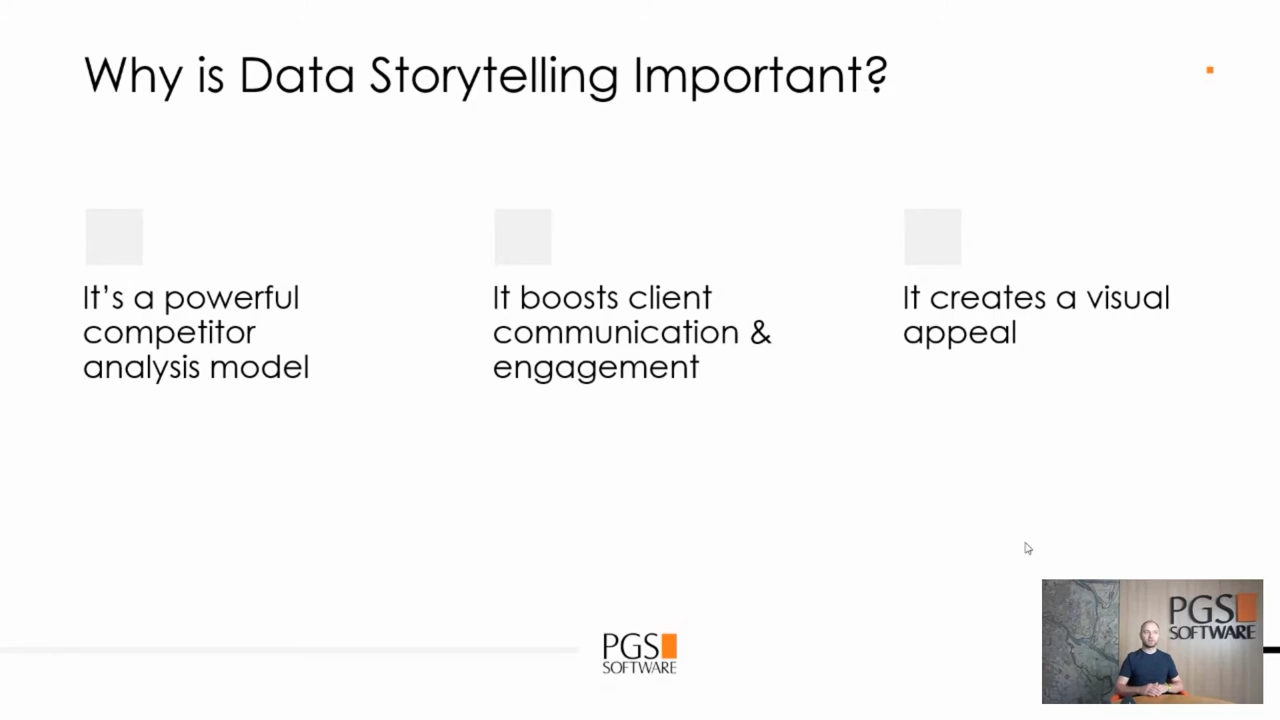 Why is Data Storytelling Important?
It’s a powerful
competitor
analysis model
It boosts client
communication &
engagement
It creates a visual
appeal
PGS
SOFTWARE
PGS
SOFTWARE